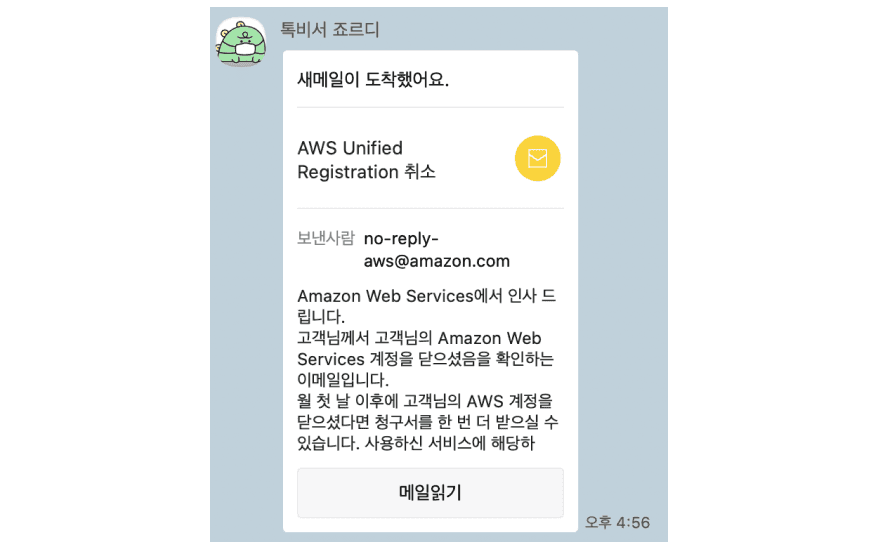 톡비서 죠르디
새메일이 도착했어요.
AWS Unified
Registration 취소
보낸사람 no-reply-
aws@amazon.com
Amazon Web Services에서 인사 드
립니다.
고객님께서 고객님의 Amazon Web
Services 계정을 닫으셨음을 확인하는
이메일입니다.
월 첫 날 이후에 고객님의 AWS 계정을
닫으셨다면 청구서를 한 번 더 받으실 수
있습니다. 사용하신 서비스에 해당하
메일읽기
오후 4:56